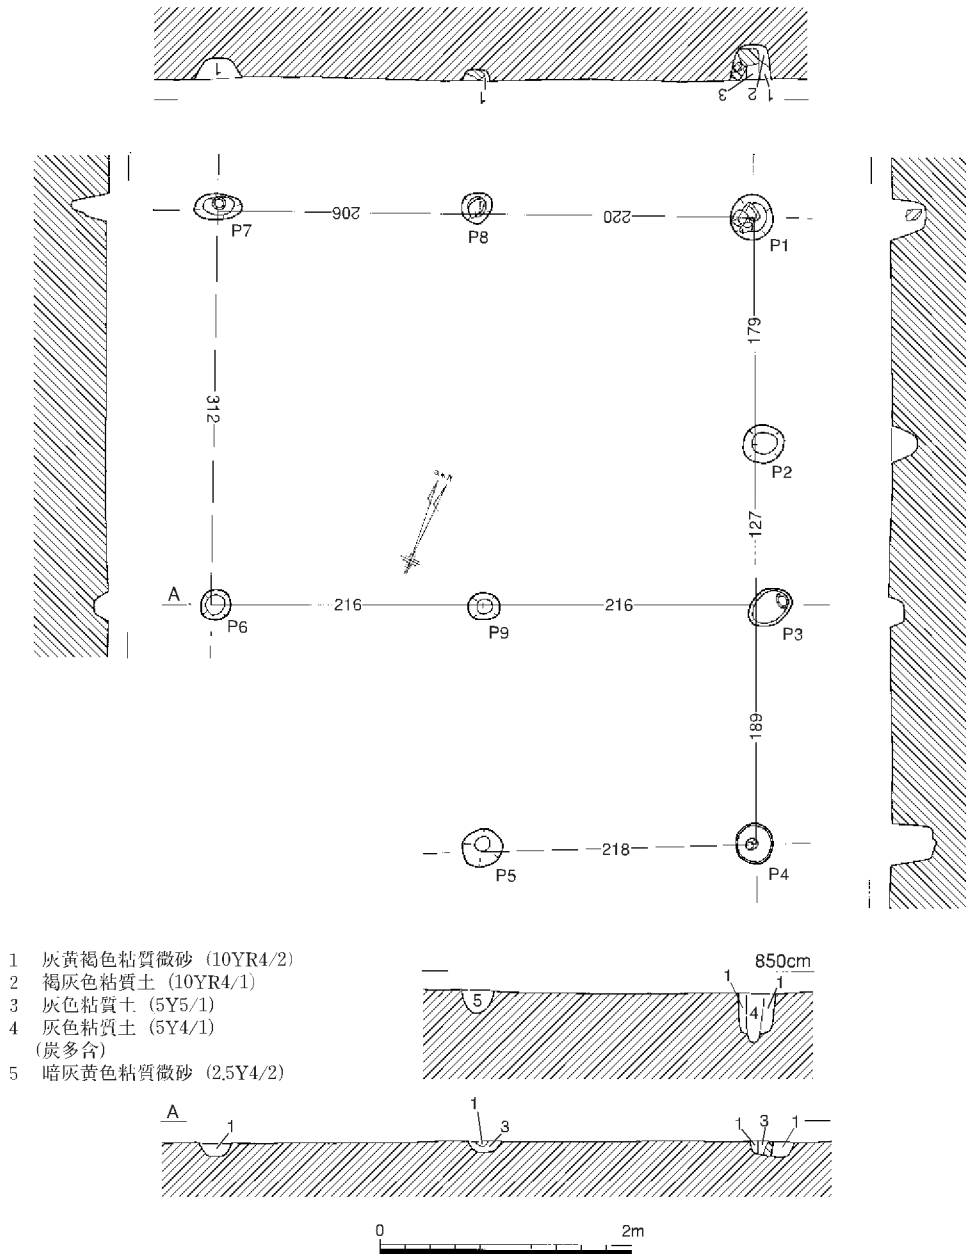 1
1
3 2 1
206
220
P7
P8
P1
179
312
P2
127
A
216
216
P6
P9
P3
189
218
P5
P4
1 灰黄褐色粘質微砂 (10YR4/2)
2 褐灰色粘質土 (10YR4/1)
3 灰色粘質土 (5Y5/1)
4 灰色粘質土 (5Y4/1)
(炭多含)
5 暗灰黄色粘質微砂 (2.5Y4/2)
850cm
1 1
5 4
A
1 1 3 1 3 1
0 2m